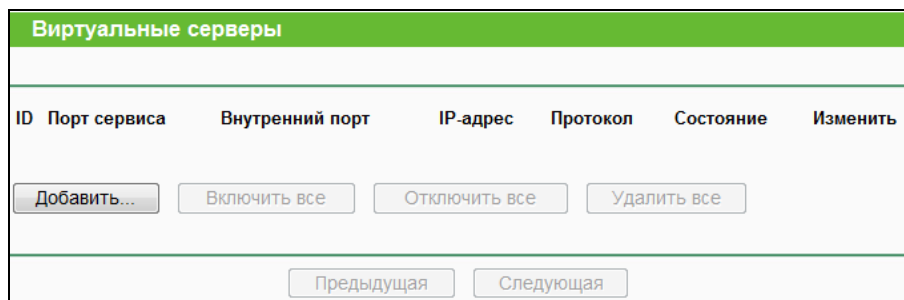 Виртуальные серверы
ID Порт сервиса Внутренний порт IP-адрес Протокол Состояние Изменить
Добавить... Включить все Отключить все Удалить все
Предыдущая Следующая